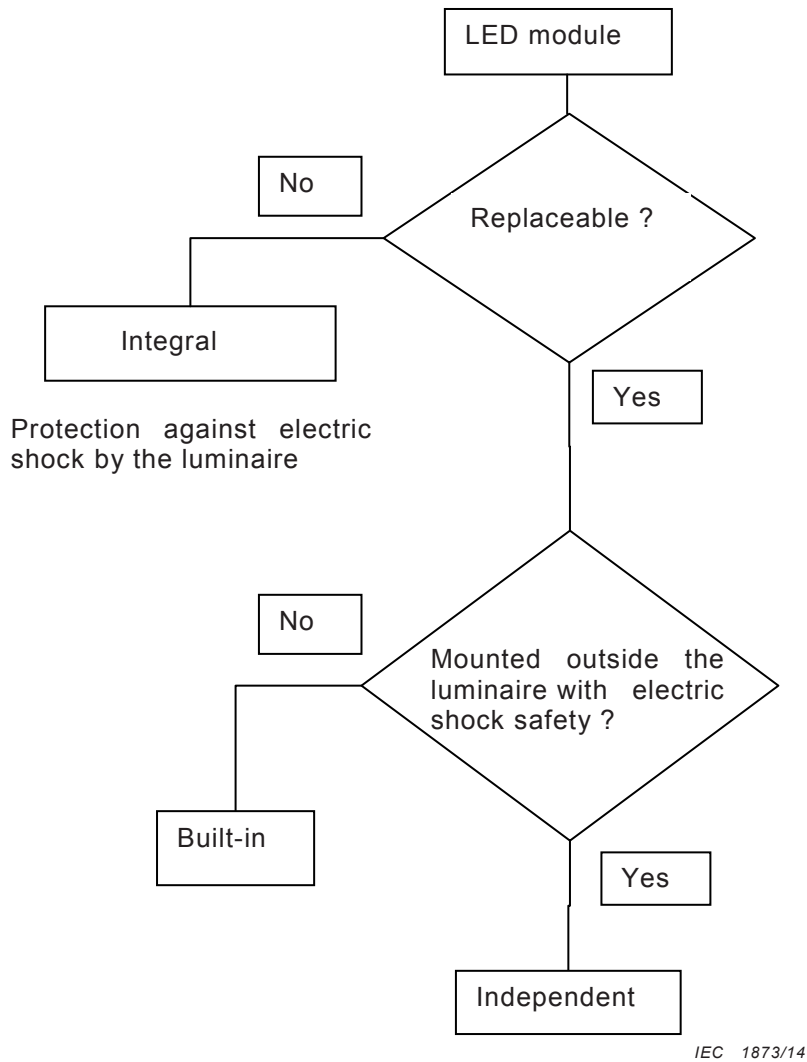 LED module
No
Replaceable ?
Integral
Yes
Protection against electric
shock by the luminaire
No
Mounted outside the
luminaire with electric
shock safety ?
Built-in
Yes
Independent
IEC 1873/14